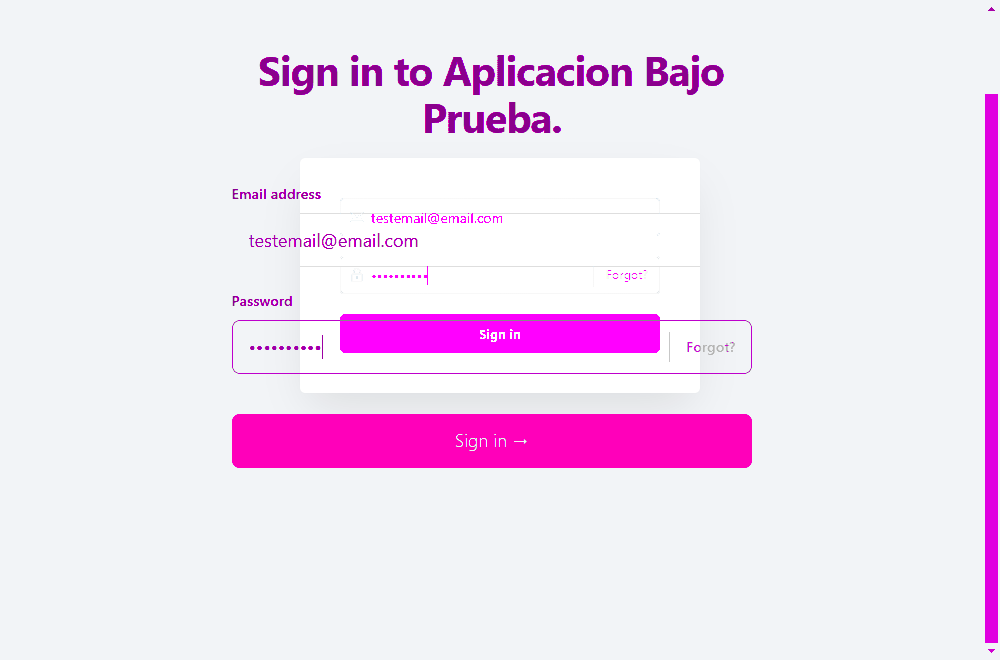 Sign in to Aplicacion Bajo
Prueba.
Email address
testemail@email.com
testemail@email.com
••••••••••
Forgot?
Password
Sign in
••••••••••
Forgot?
Sign in →